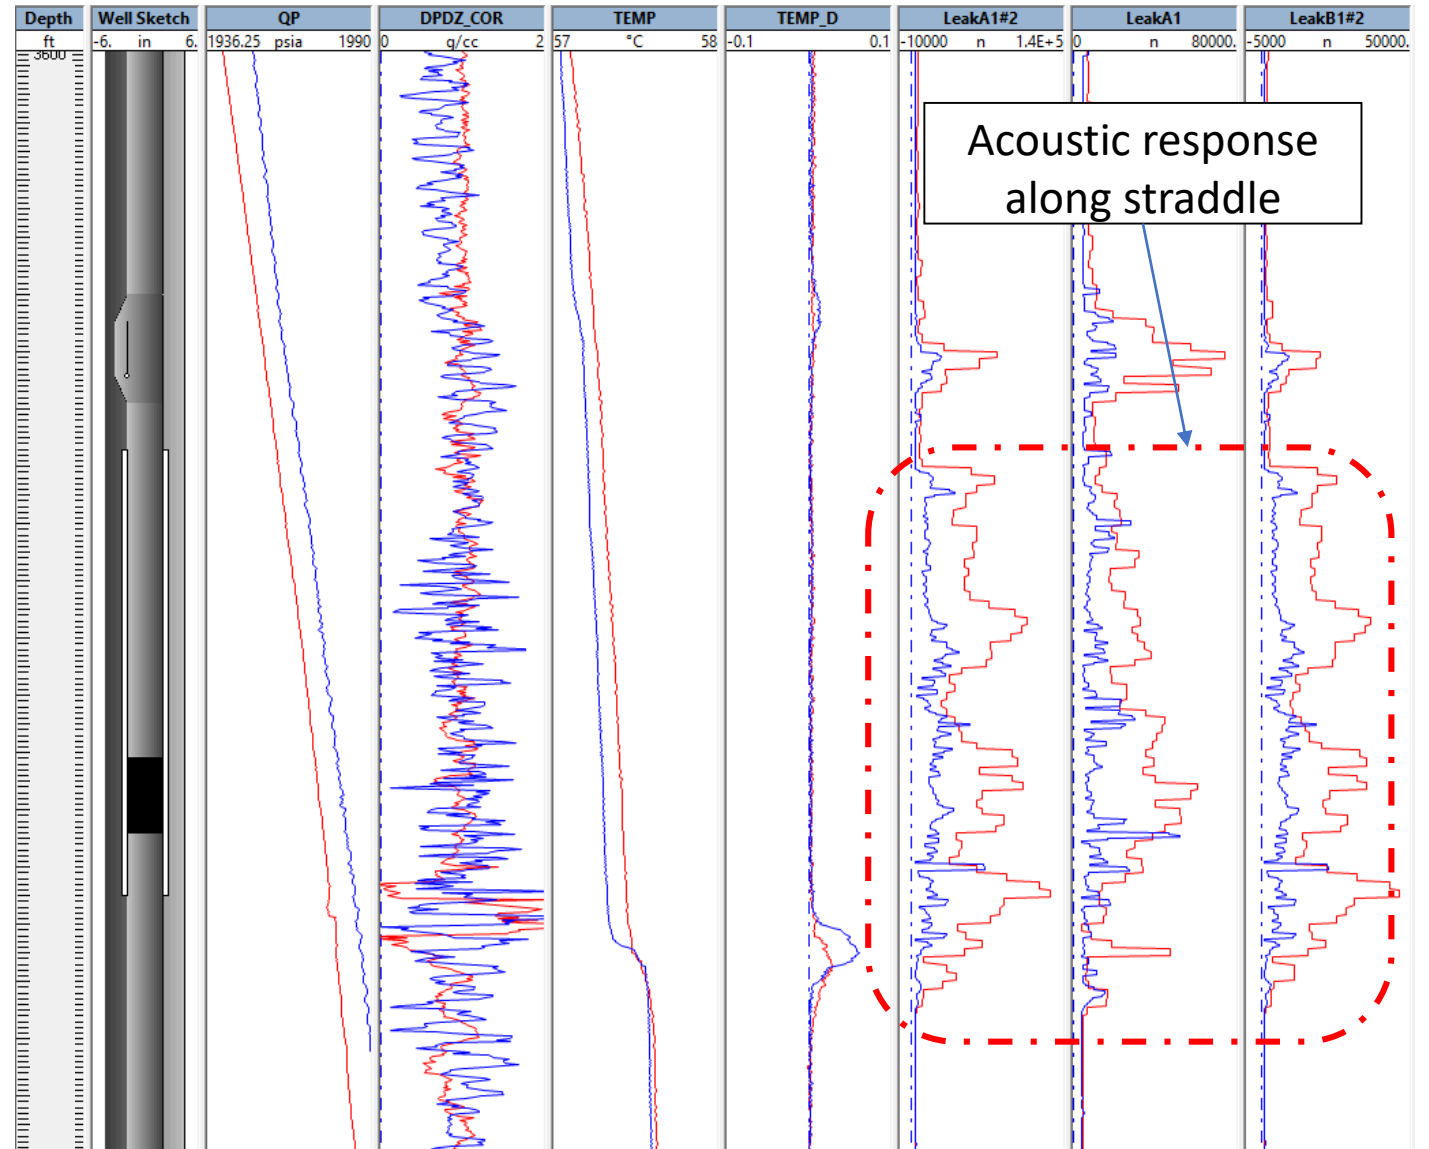 Depth Well Sketch QP DPDZ_COR TEMP TEMP_D LeakA1#2 LeakA1 LeakB1#2
ft -6. in 6. 1936.25 psia 1990 0 g/cc 2 57 °C 58 -0.1 0.1 -10000 n 1.4E+5 0 n 80000. -5000 n 50000.
3600
Acoustic response
along straddle